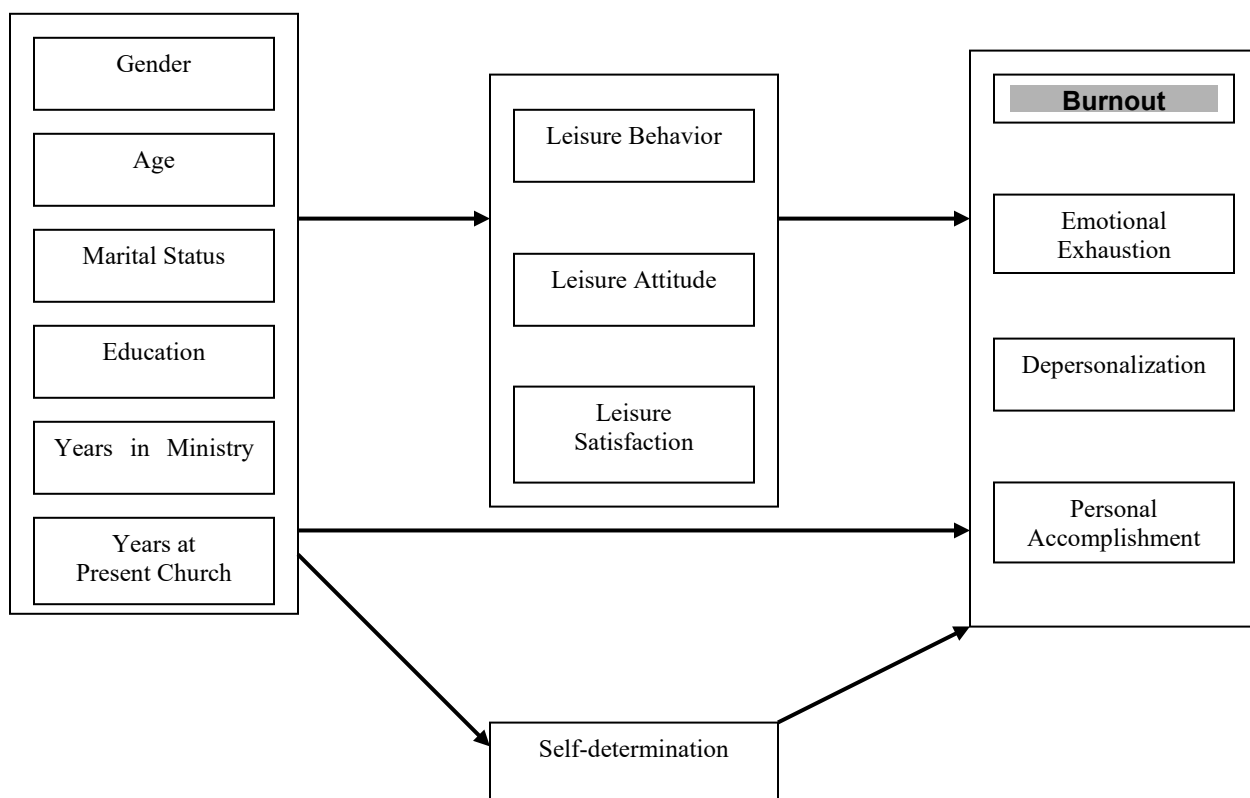 Gender
Age
Marital Status
Education
Years in Ministry
Years at
Present Church
Leisure Behavior
Leisure Attitude
Leisure
Satisfaction
Self-determination
Burnout
Emotional
Exhaustion
Depersonalization
Personal
Accomplishment